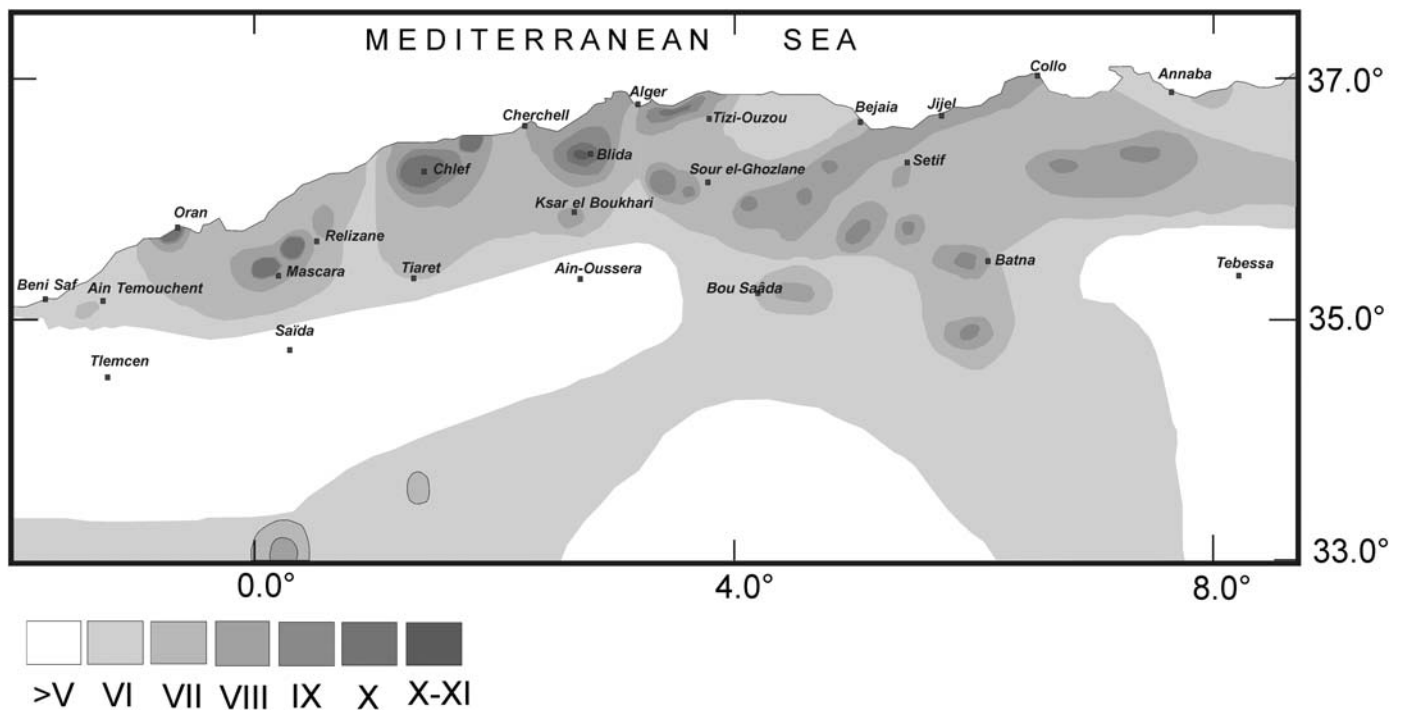 MEDITERRANEAN SEA
Collo
Annaba
37.0°
Alger
Jijel
Bejaia
Cherchell
Tizi-Ouzou
Blida
Setif
Chlef
Sour el-Ghozlane
Ksar el Boukhari
Oran
Relizane
Batna
Tebessa
Mascara
Tiaret
Ain-Oussera
Beni Saf
Ain Temouchent
Bou Saâda
35.0°
Saïda
Tlemcen
33.0°
0.0°
4.0°
8.0°
>V VI VII VIII IX X X-XI